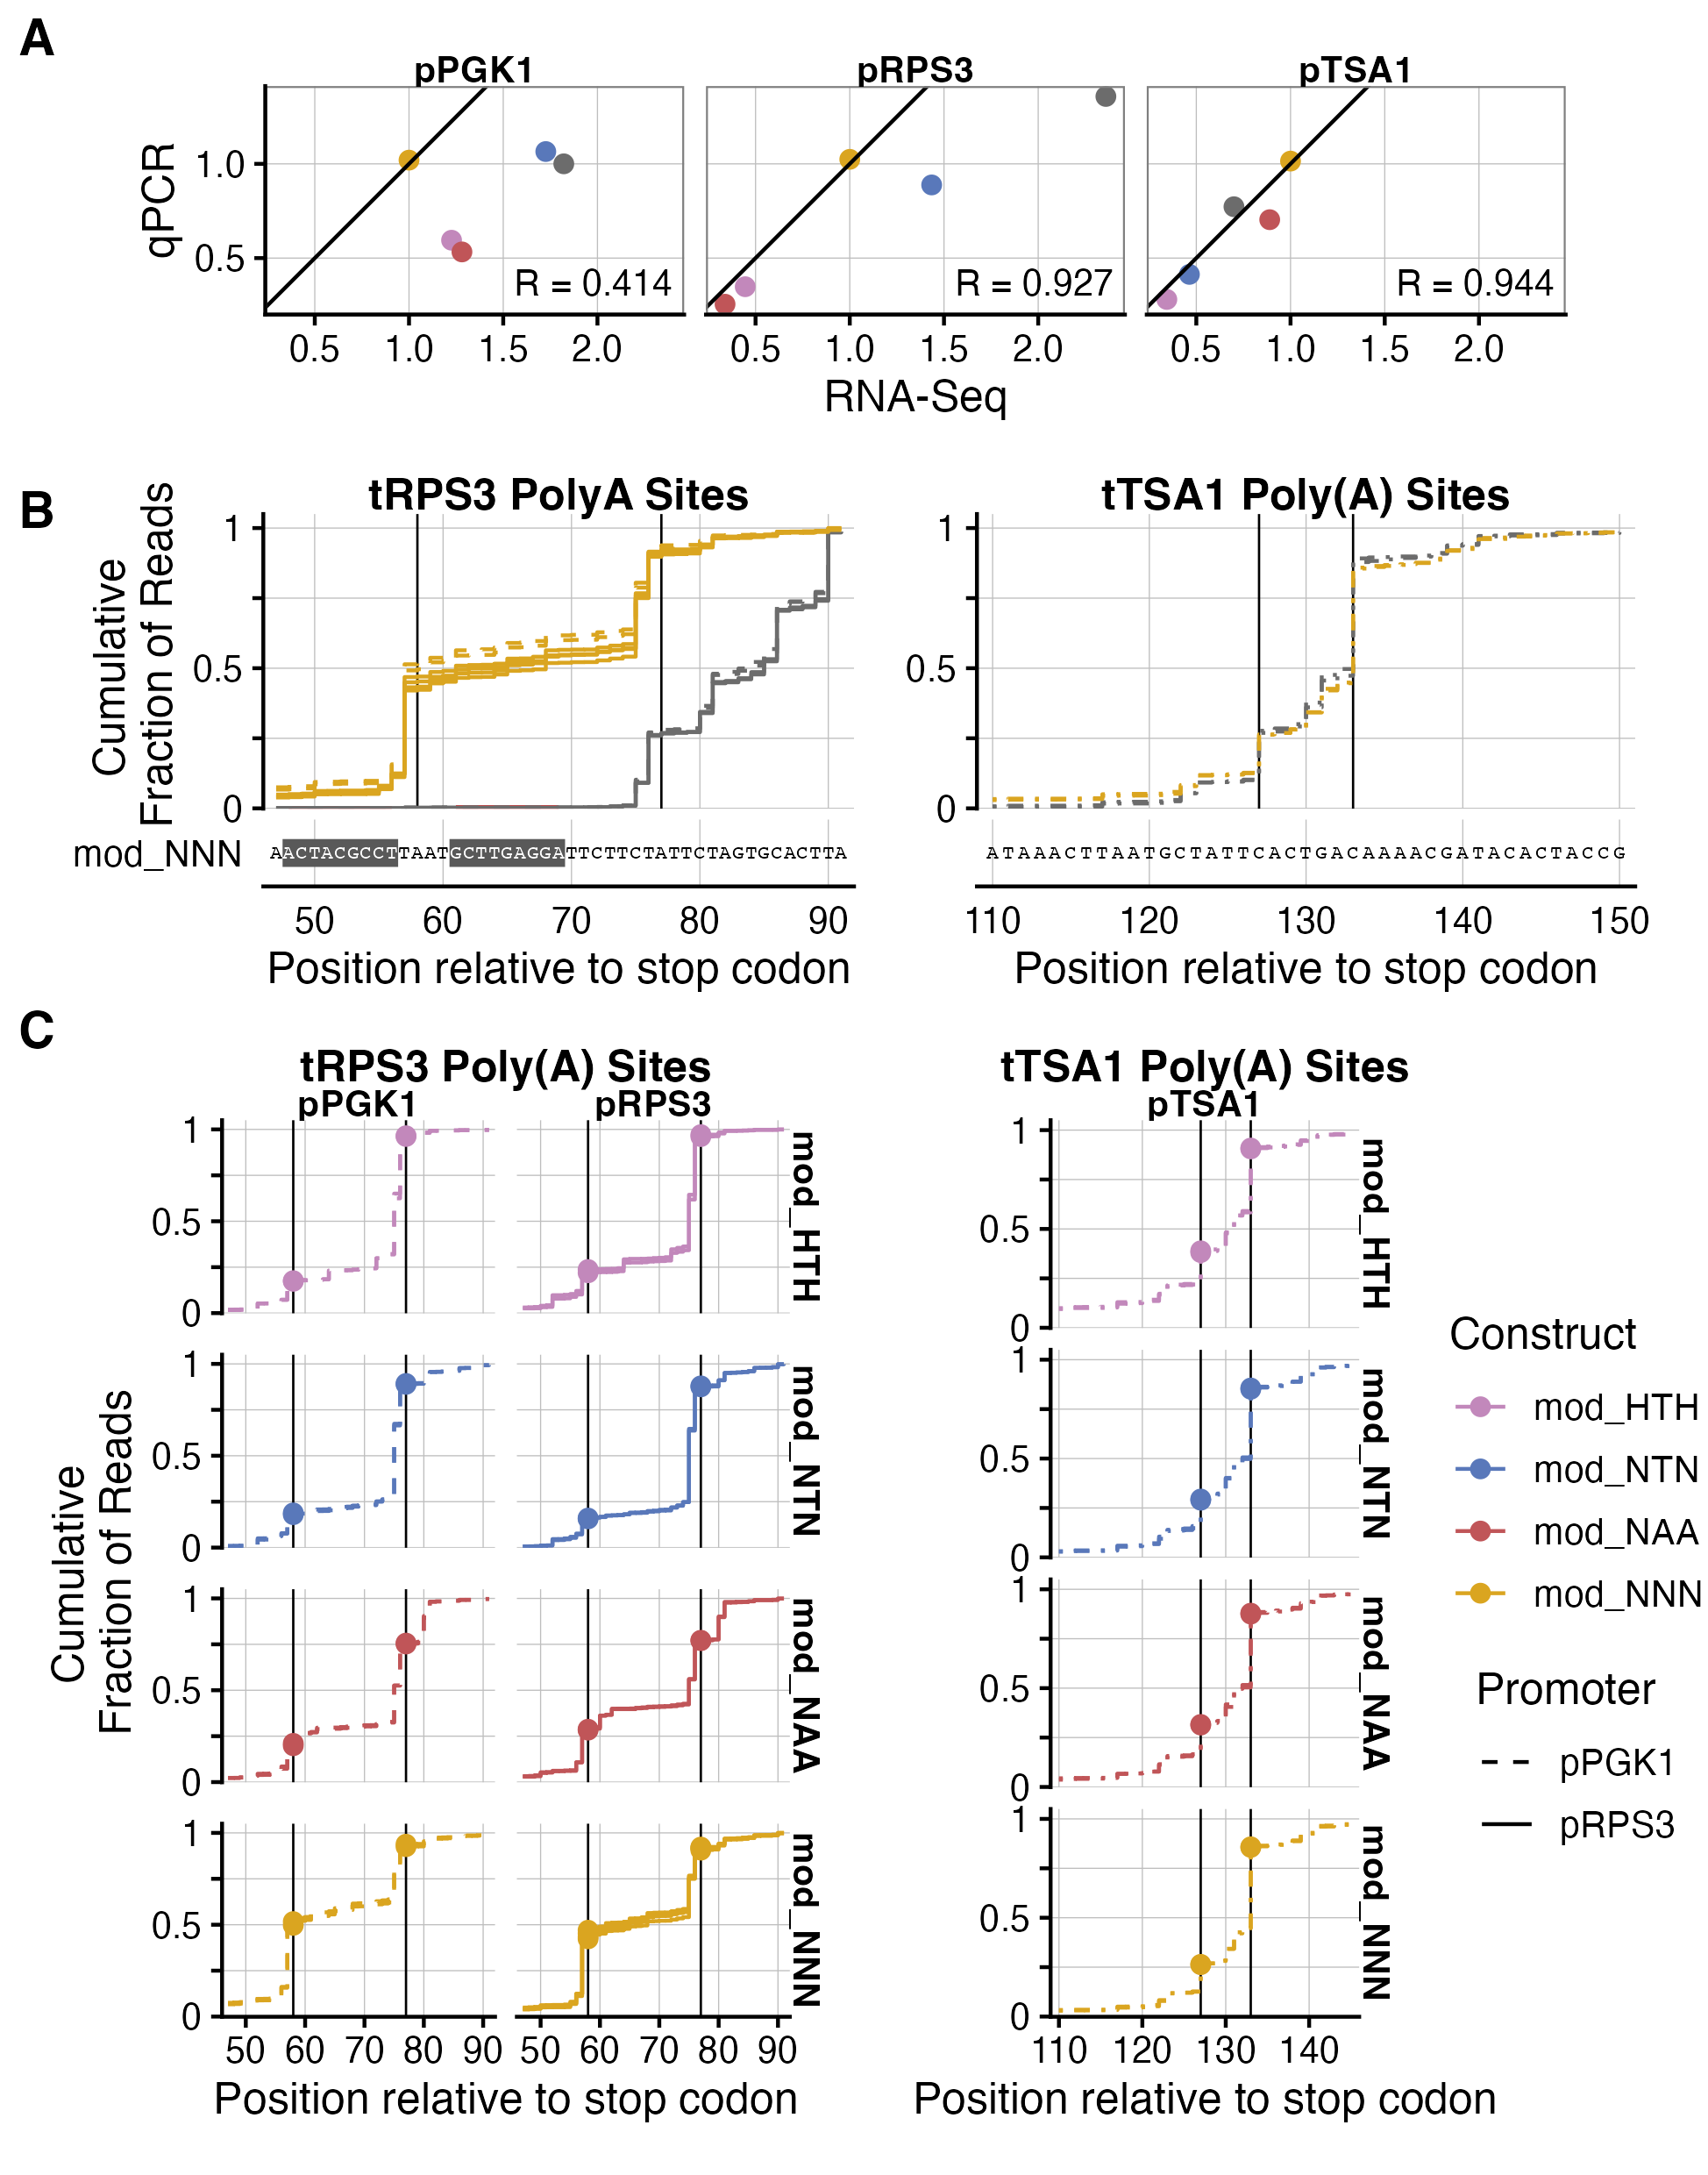 A
pPGK1 pRPS3 pTSA1
qPCR
1.0
0.5
R = 0.414 R = 0.927 R = 0.944
0.5 1.0 1.5 2.0 0.5 1.0 1.5 2.0 0.5 1.0 1.5 2.0
RNA-Seq
B
tRPS3 PolyA Sites tTSA1 Poly(A) Sites
Cumulative
Fraction of Reads
1 1
0.5 0.5
0 0
mod_NNN AACTACGCCTTAATGCTTGAGGATTCTTCTATTCTAGTGCACTTA ATAAACTTAATGCTATTCACTGACAAAACGATACACTACCG
50 60 70 80 90 110 120 130 140 150
Position relative to stop codon Position relative to stop codon
C
tRPS3 Poly(A) Sites tTSA1 Poly(A) Sites
pPGK1 pRPS3 pTSA1
Cumulative
Fraction of Reads
1 1
0.5 mod_HTH 0.5 mod_HTH
0 0
1 1
0.5 mod_NTN 0.5 mod_NTN
0 0
1 1
0.5 mod_NAA 0.5 mod_NAA
0 0
1 1
0.5 mod_NNN 0.5 mod_NNN
0 0
50 60 70 80 90 50 60 70 80 90 110 120 130 140
Position relative to stop codon Position relative to stop codon
Construct
mod_HTH
mod_NTN
mod_NAA
mod_NNN
Promoter
pPGK1
pRPS3